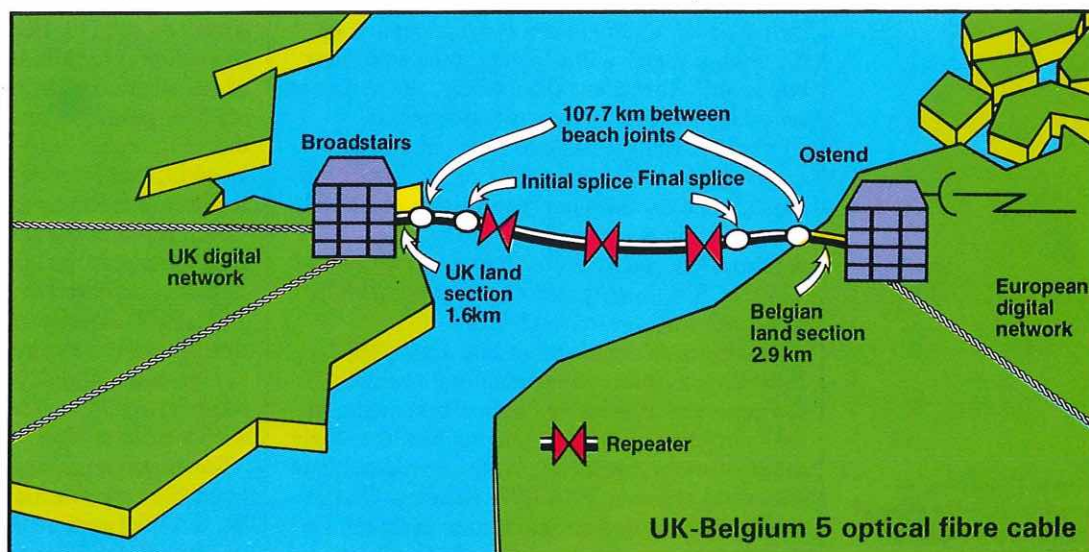 107.7 km between
beach joints
Broadstairs
Ostend
Initial splice
Final splice
UK digital
network
UK land
section
1.6km
Belgian
land section
2.9 km
European
digital
network
Repeater
UK-Belgium 5 optical fibre cable